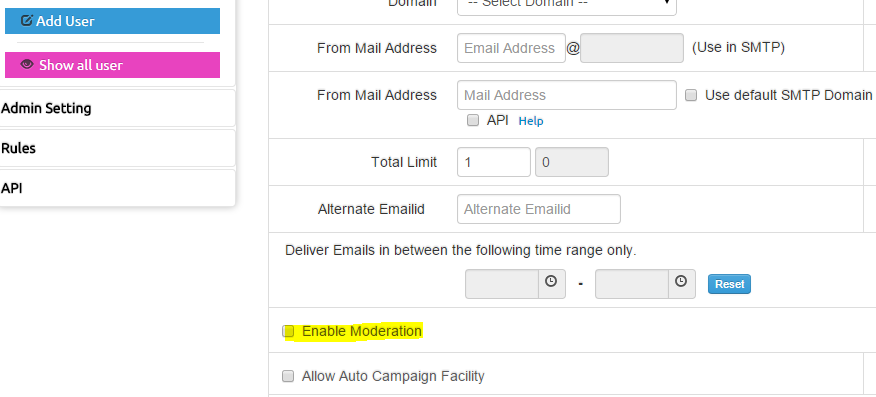 Add User
Show all user
Admin Setting
Rules
API
Domain -- Select Domain --
From Mail Address Email Address @ (Use in SMTP)
From Mail Address Mail Address Use default SMTP Domain
API Help
Total Limit 1 0
Alternate Emailid Alternate Emailid
Deliver Emails in between the following time range only.
- Reset
Enable Moderation
Allow Auto Campaign Facility